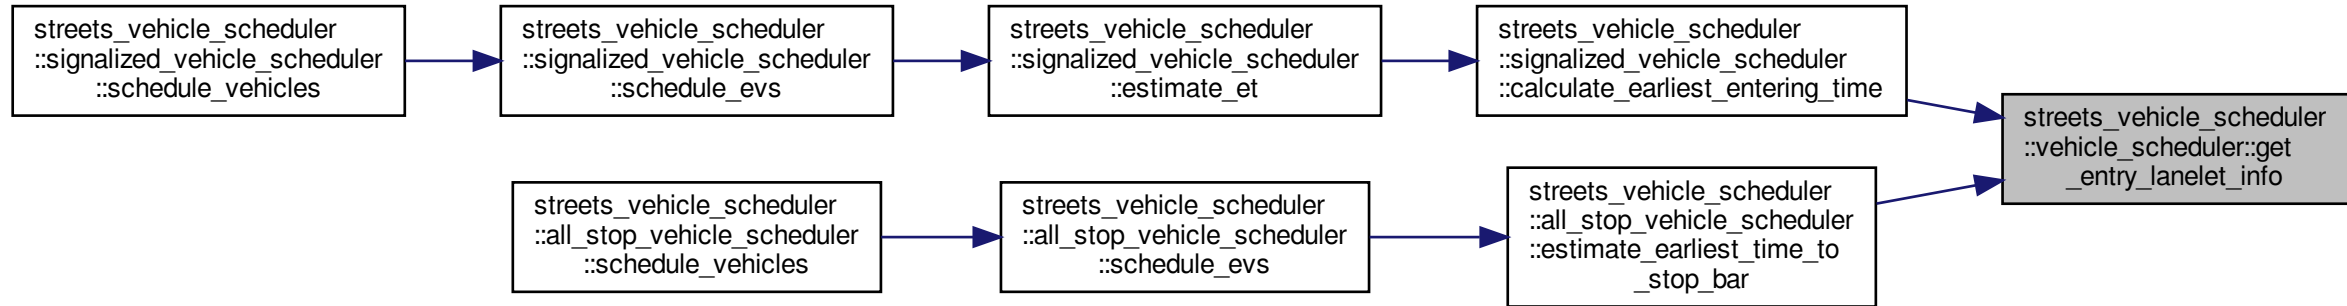 streets_vehicle_scheduler
::signalized_vehicle_scheduler
::schedule_vehicles
streets_vehicle_scheduler
::signalized_vehicle_scheduler
::schedule_evs
streets_vehicle_scheduler
::signalized_vehicle_scheduler
::estimate_et
streets_vehicle_scheduler
::signalized_vehicle_scheduler
::calculate_earliest_entering_time
streets_vehicle_scheduler
::vehicle_scheduler::get
_entry_lanelet_info
streets_vehicle_scheduler
::all_stop_vehicle_scheduler
::schedule_vehicles
streets_vehicle_scheduler
::all_stop_vehicle_scheduler
::schedule_evs
streets_vehicle_scheduler
::all_stop_vehicle_scheduler
::estimate_earliest_time_to
_stop_bar